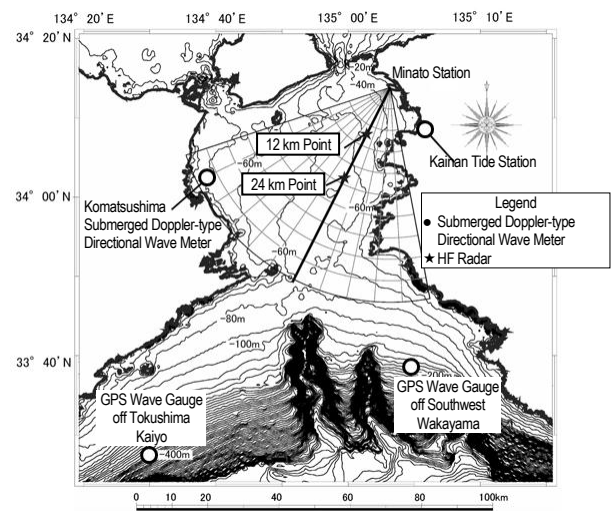 134° 20′ E
134° 40′ E
135° 00′ E
135° 10′ E
34° 20′ N
-20m
-40m
Minato Station
12 km Point
Kainan Tide Station
-60m
24 km Point
34° 00′ N
-60m
Komatsushima
Submerged Doppler-type
Directional Wave Meter
Legend
Submerged Doppler-type
Directional Wave Meter
HF Radar
-60m
-80m
-100m
33° 40′ N
-200m
GPS Wave Gauge
off Tokushima
Kaiyo
GPS Wave Gauge
off Southwest
Wakayama
-400m
0 10 20 40 60 80 100km